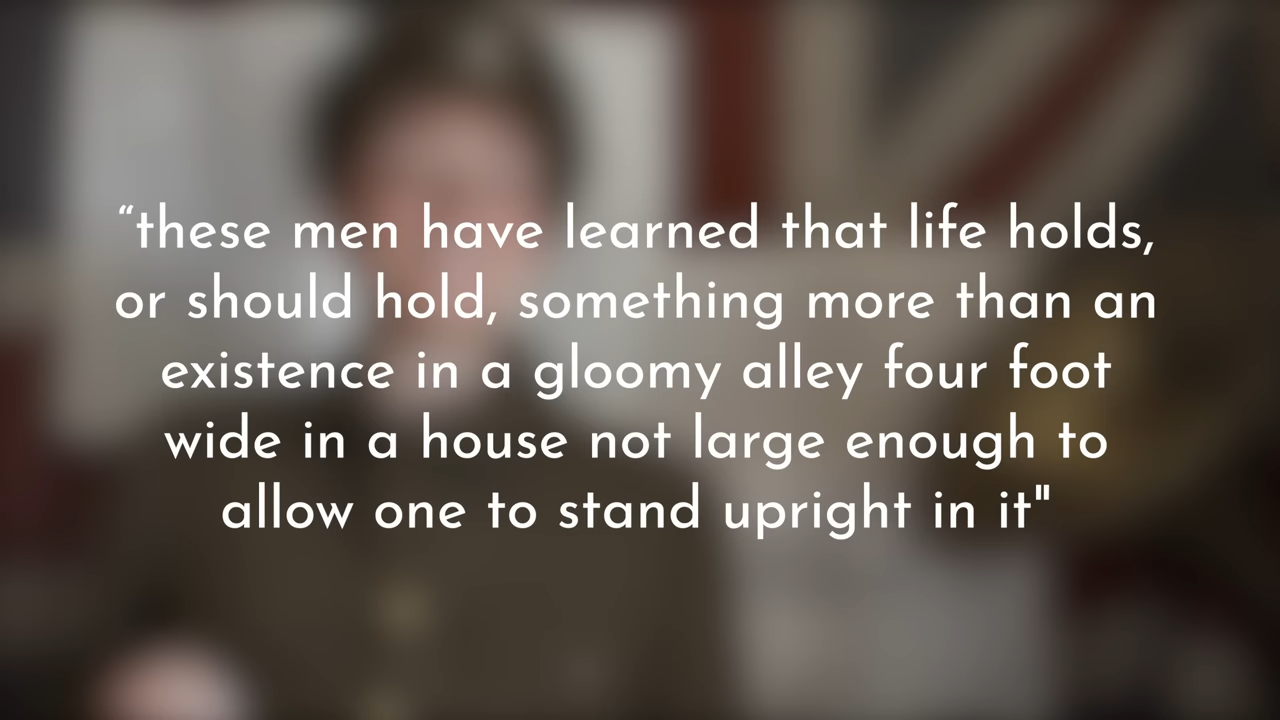 “these men have learned that life holds,
or should hold, something more than an
existence in a gloomy alley four foot
wide in a house not large enough to
allow one to stand upright in it"